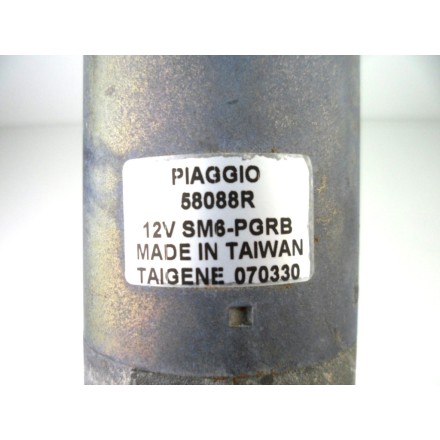 PIAGGIO
58088R
12V SM6-PGRB
MADE IN TAIWAN
TAIGENE 070330